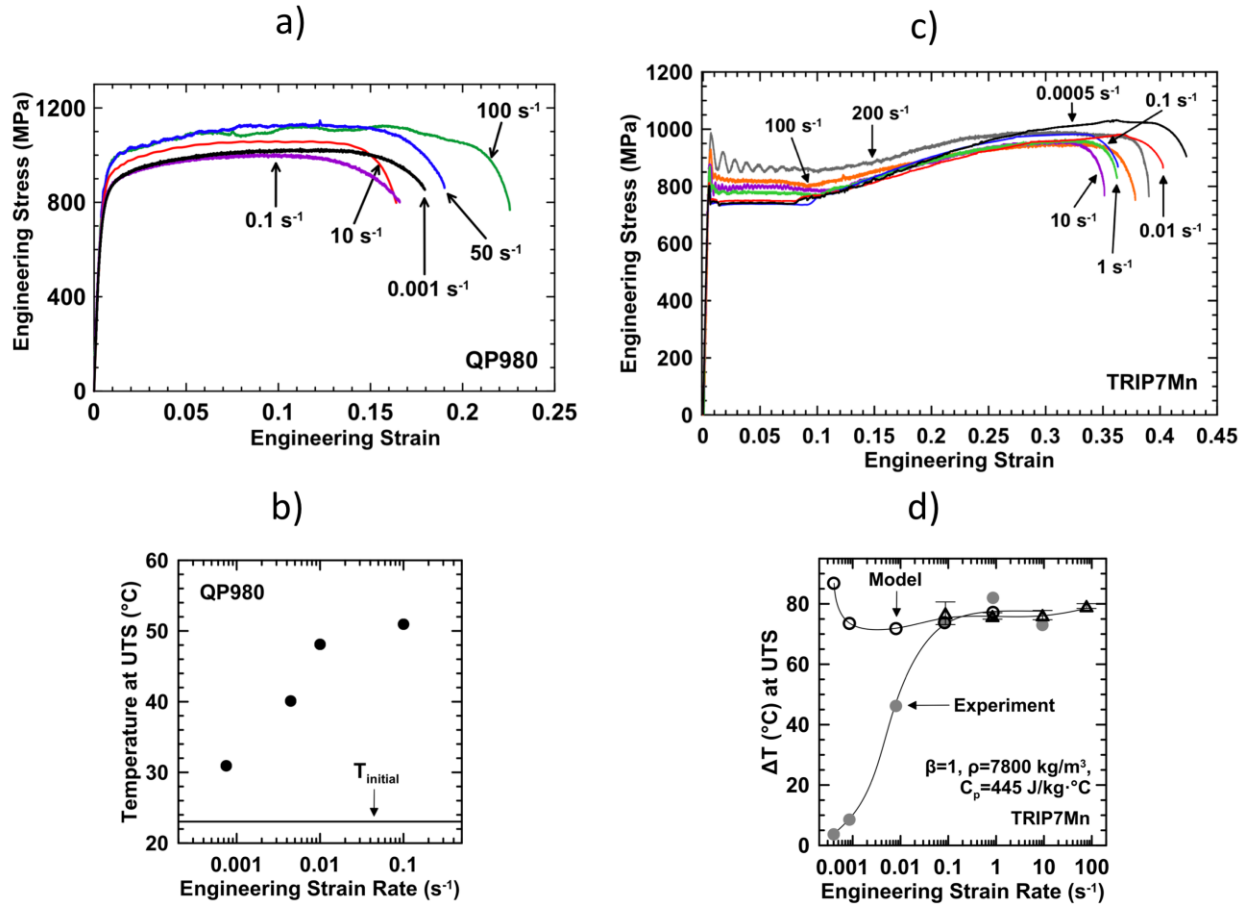 a)
Engineering Stress (MPa)
1200
800
400
0
100 s⁻¹
0.1 s⁻¹
10 s⁻¹
50 s⁻¹
0.001 s⁻¹
QP980
0 0.05 0.1 0.15 0.2 0.25
Engineering Strain
c)
Engineering Stress (MPa)
1200
1000
800
600
400
200
0
0.0005 s⁻¹
0.1 s⁻¹
200 s⁻¹
100 s⁻¹
10 s⁻¹
0.01 s⁻¹
1 s⁻¹
TRIP7Mn
0 0.05 0.1 0.15 0.2 0.25 0.3 0.35 0.4 0.45
Engineering Strain
b)
Temperature at UTS (°C)
60
50
40
30
20
QP980
Tinitial
0.001 0.01 0.1
Engineering Strain Rate (s⁻¹)
d)
ΔT (°C) at UTS
80
60
40
20
0
Model
Experiment
β=1, ρ=7800 kg/m³,
Cp=445 J/kg·°C
TRIP7Mn
0.001 0.01 0.1 1 10 100
Engineering Strain Rate (s⁻¹)